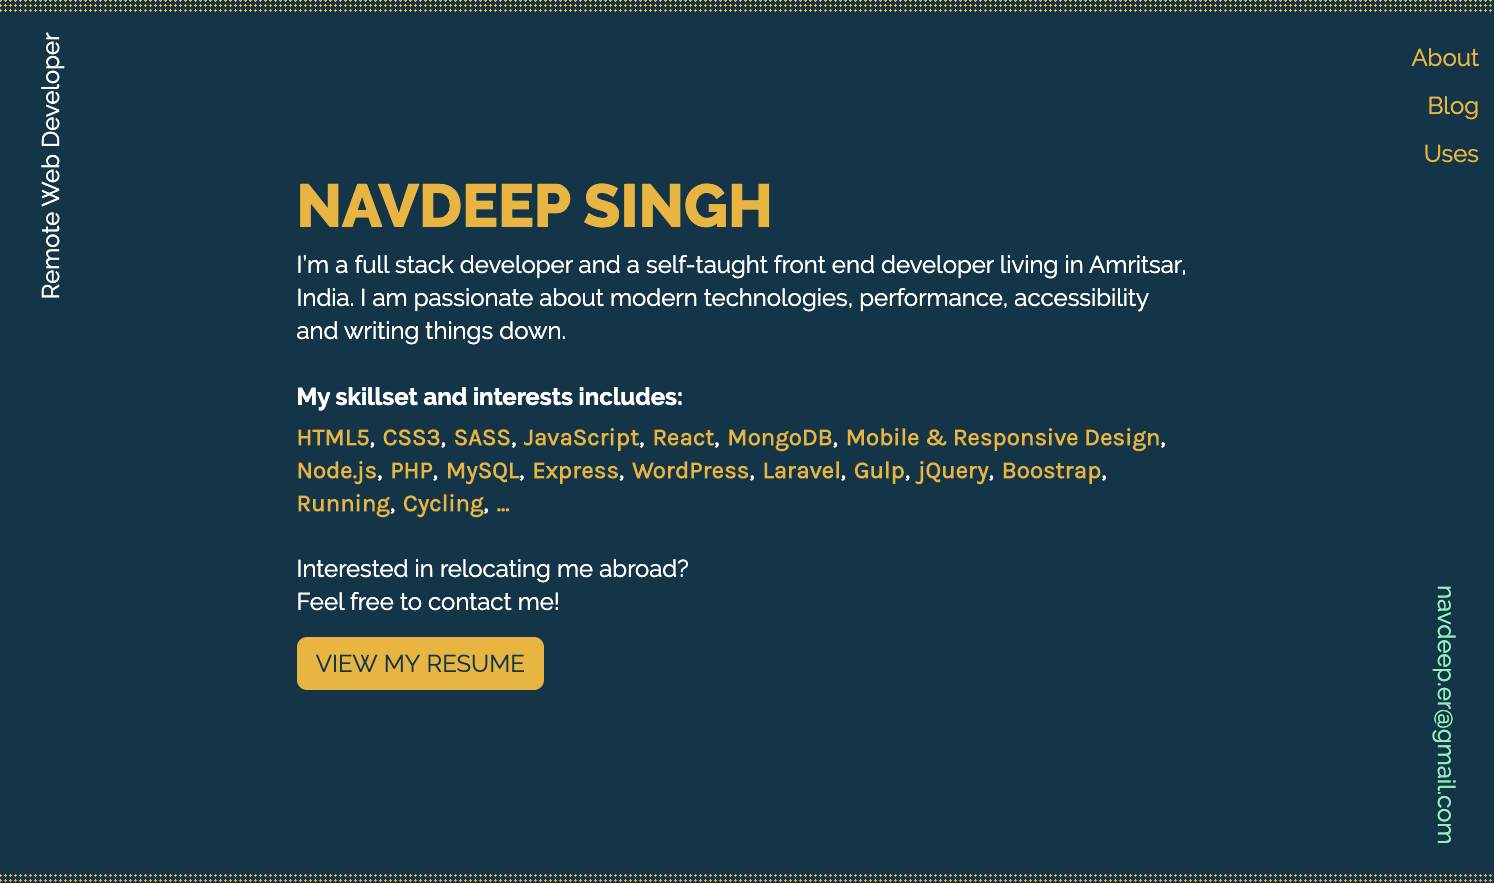 Remote Web Developer
About
Blog
Uses
NAVDEEP SINGH
I'm a full stack developer and a self-taught front end developer living in Amritsar,
India. I am passionate about modern technologies, performance, accessibility
and writing things down.
My skillset and interests includes:
HTML5, CSS3, SASS, JavaScript, React, MongoDB, Mobile & Responsive Design,
Node.js, PHP, MySQL, Express, WordPress, Laravel, Gulp, jQuery, Boostrap,
Running, Cycling, ...
Interested in relocating me abroad?
Feel free to contact me!
VIEW MY RESUME
navdeep.er@gmail.com